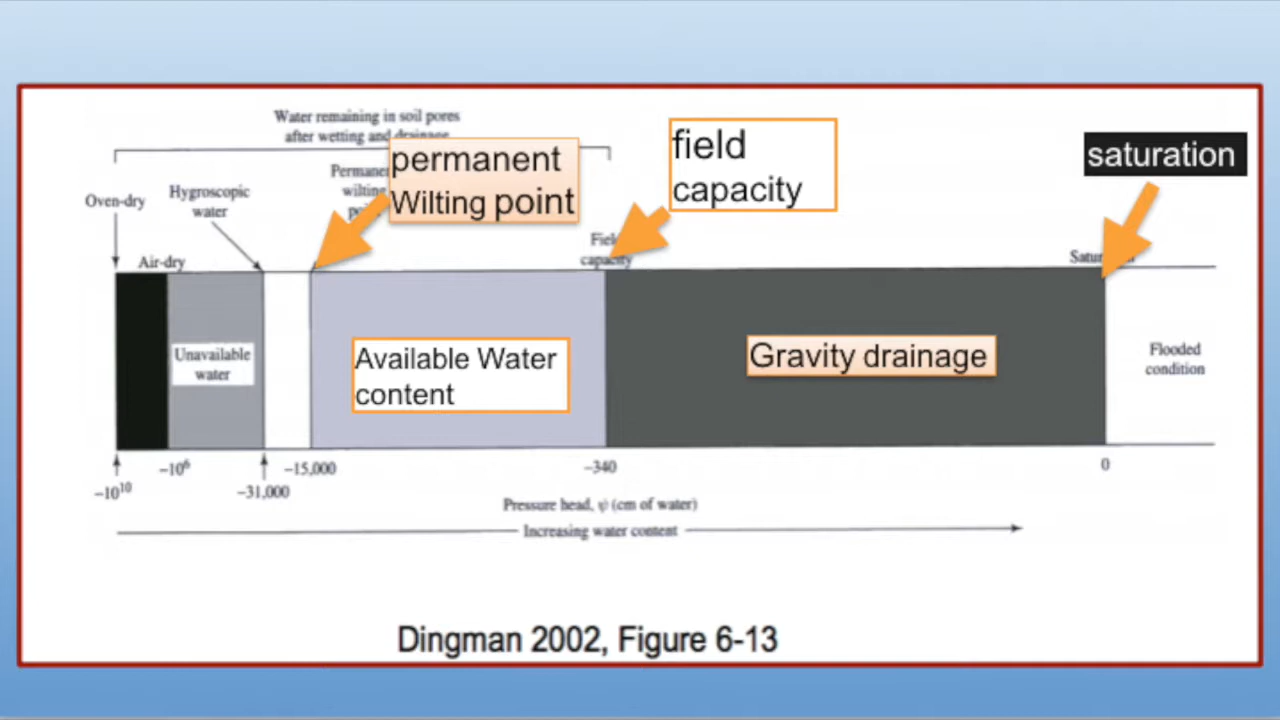 Water remaining in soil pores
after wetting and drainage
permanent
Wilting point
field
capacity
saturation
Oven-dry
Hygroscopic
water
Air-dry
capacity
Unavailable
water
Available Water
content
Gravity drainage
Flooded
condition
−10¹⁰
−10⁶
−31,000
−15,000
−340
0
Pressure head, ψ (cm of water)
Increasing water content
Dingman 2002, Figure 6-13